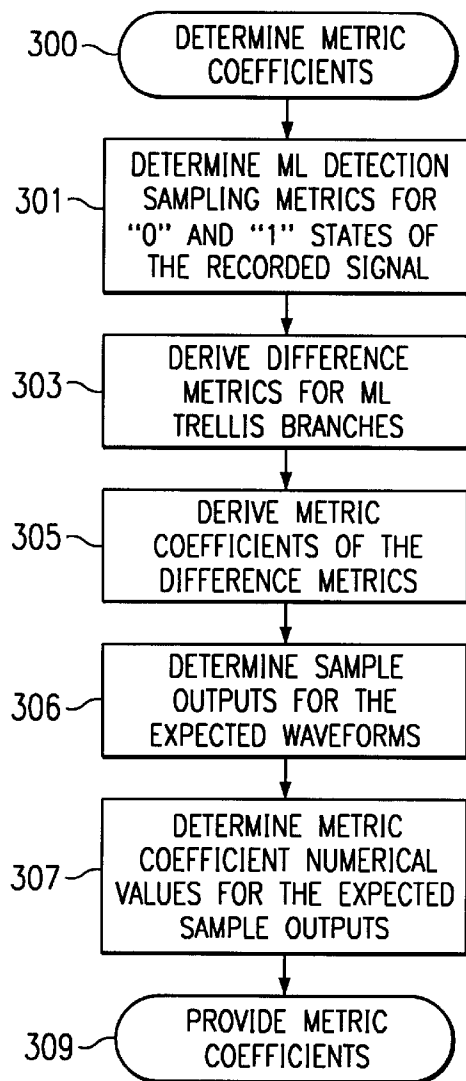 300
DETERMINE METRIC
COEFFICIENTS
301
DETERMINE ML DETECTION
SAMPLING METRICS FOR
"0" AND "1" STATES OF
THE RECORDED SIGNAL
303
DERIVE DIFFERENCE
METRICS FOR ML
TRELLIS BRANCHES
305
DERIVE METRIC
COEFFICIENTS OF THE
DIFFERENCE METRICS
306
DETERMINE SAMPLE
OUTPUTS FOR THE
EXPECTED WAVEFORMS
307
DETERMINE METRIC
COEFFICIENT NUMERICAL
VALUES FOR THE EXPECTED
SAMPLE OUTPUTS
309
PROVIDE METRIC
COEFFICIENTS